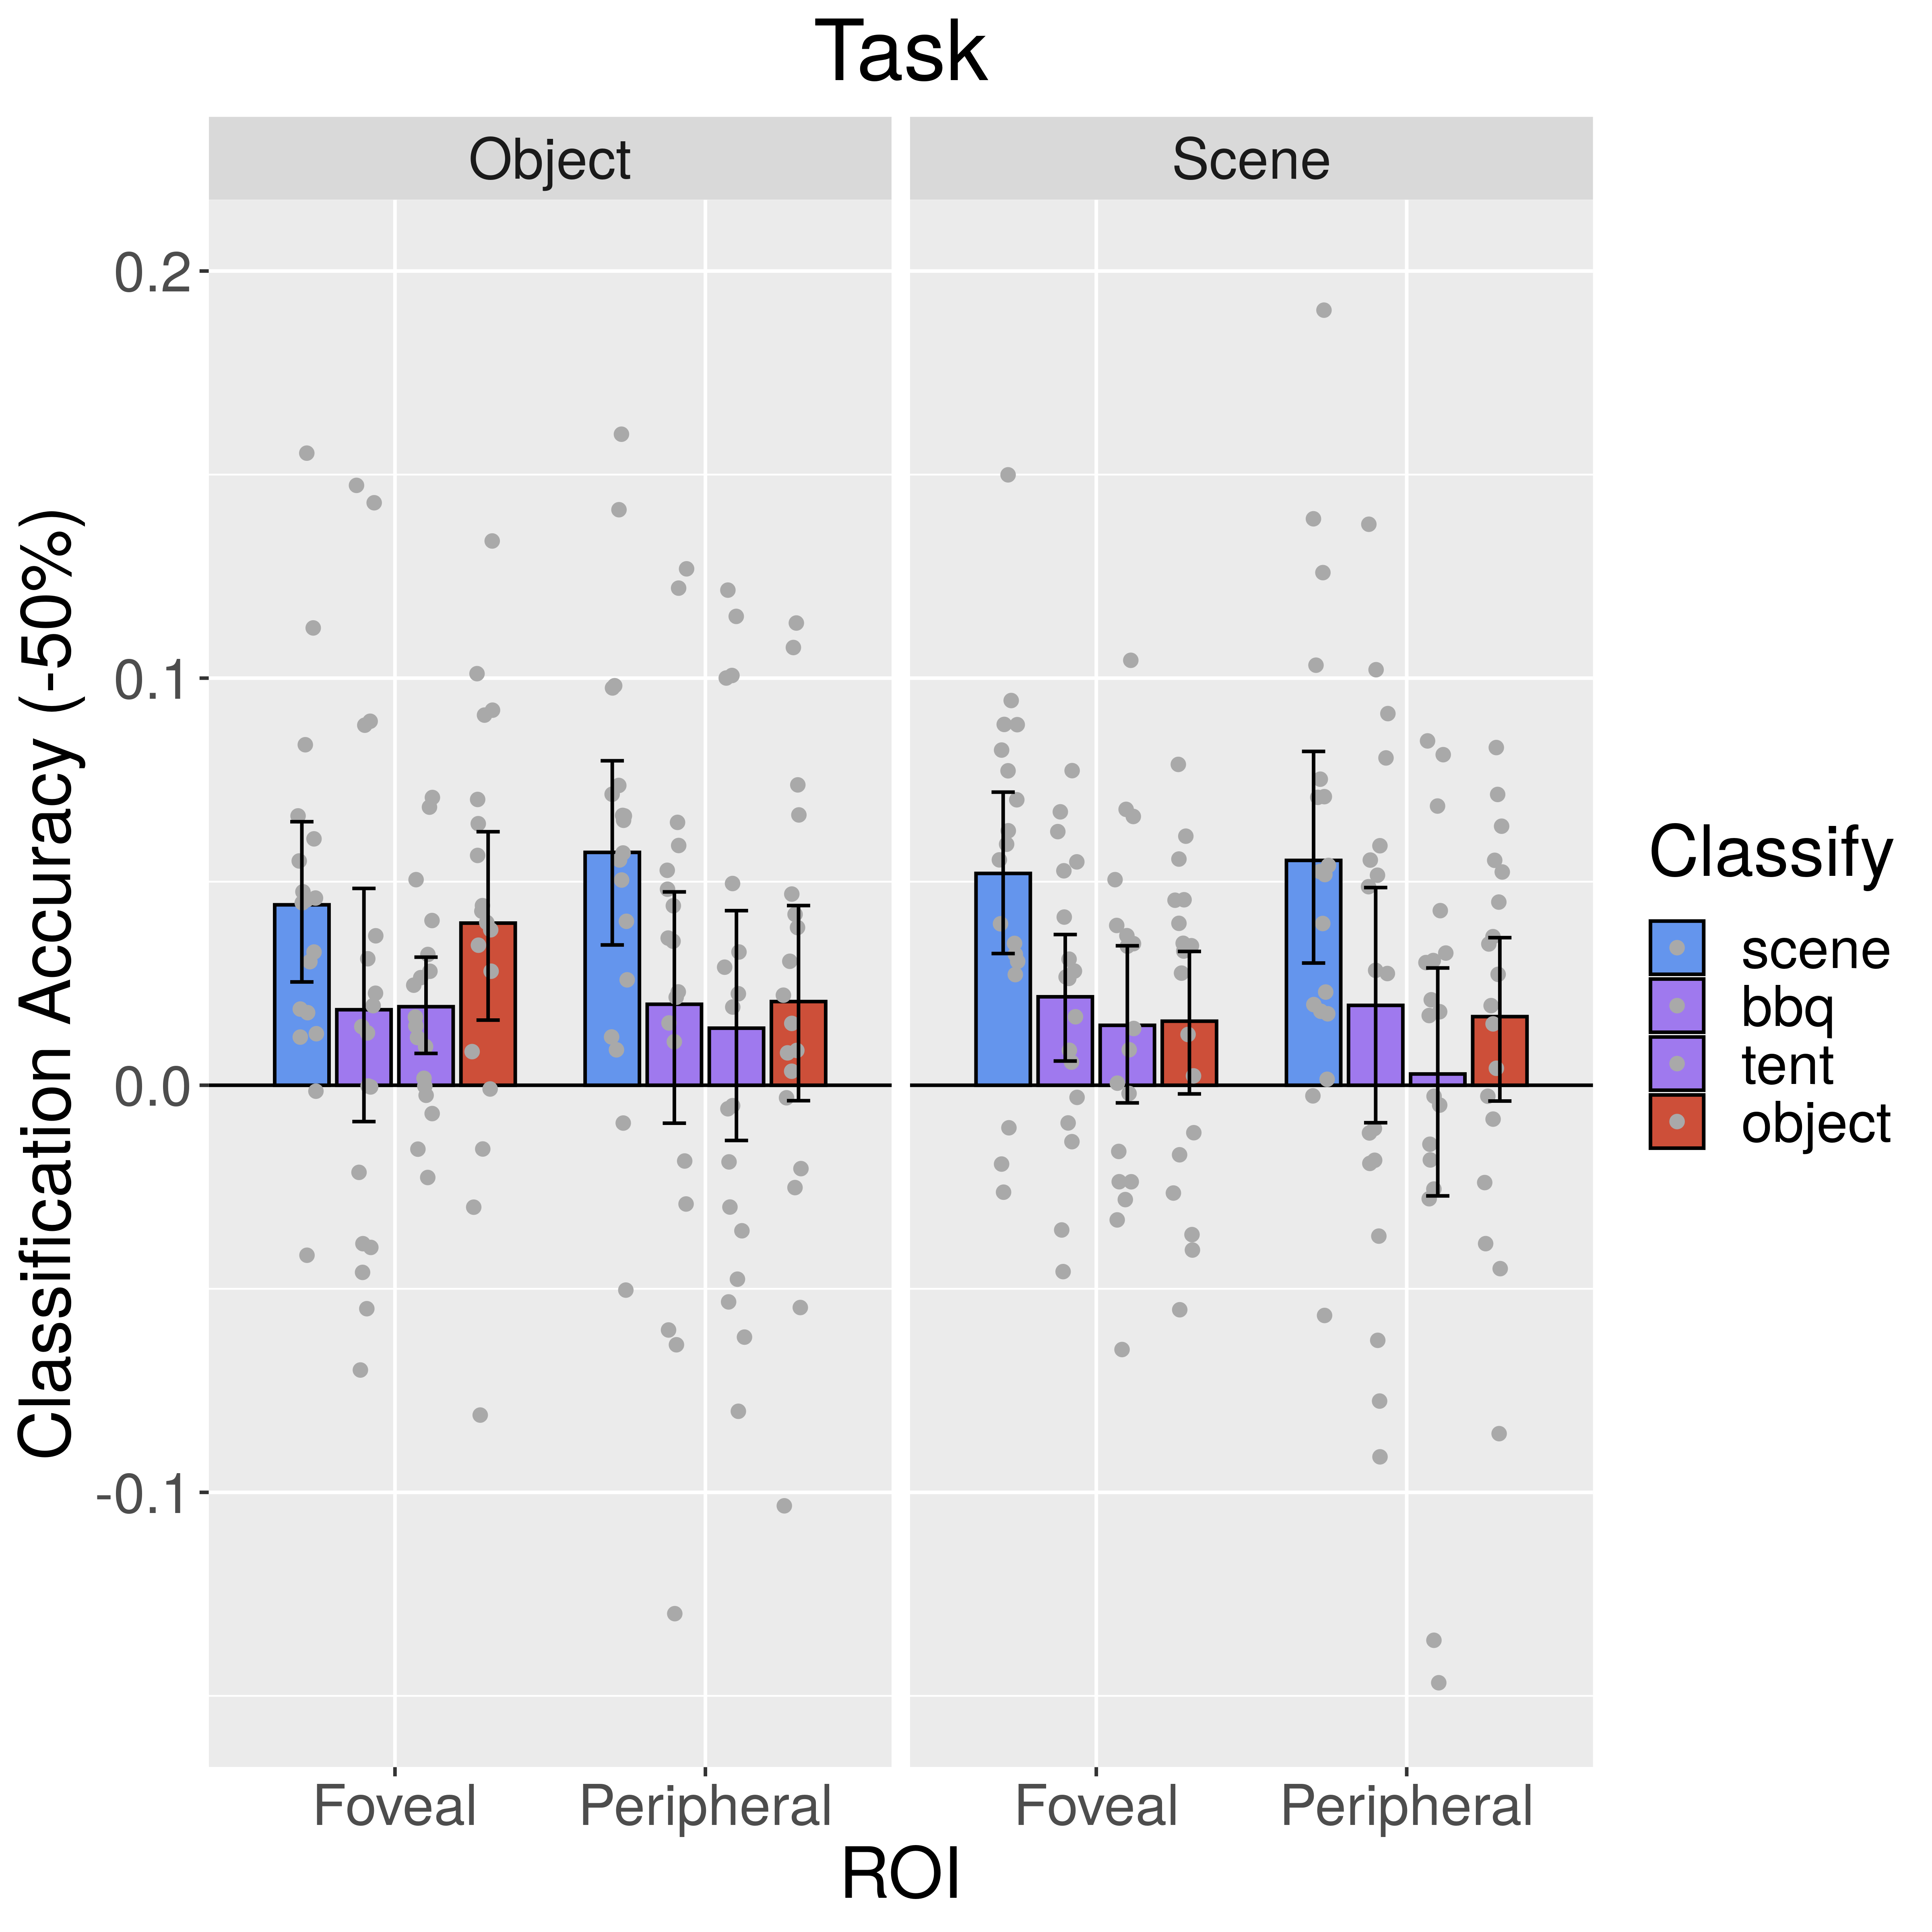 Task
Object
Scene
Classification Accuracy (-50%)
0.2
0.1
0.0
-0.1
Foveal
Peripheral
Foveal
Peripheral
ROI
Classify
scene
bbq
tent
object